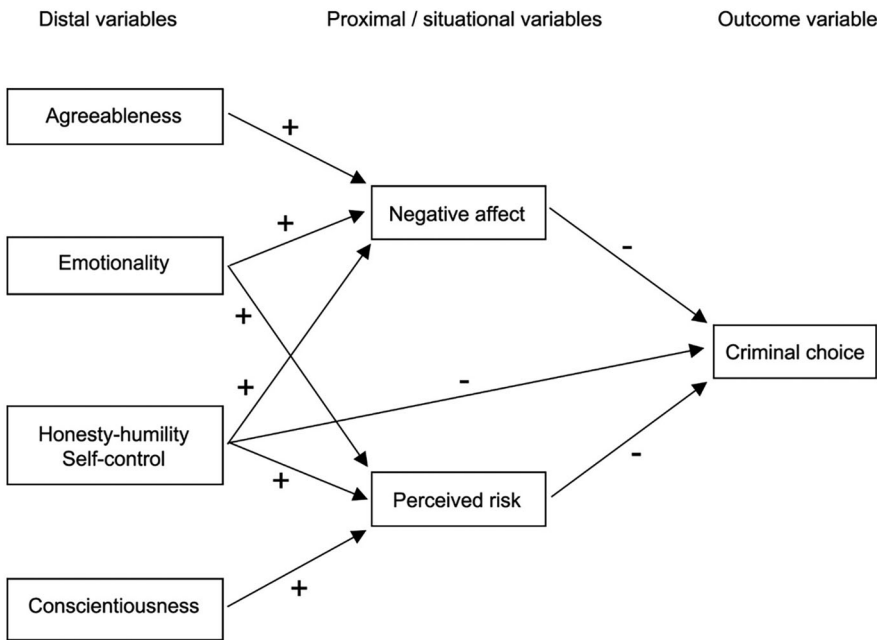 Distal variables
Proximal / situational variables
Outcome variable
Agreeableness
+
Negative affect
+
Emotionality
-
+
Criminal choice
+
-
Honesty-humility
Self-control
-
+
Perceived risk
+
Conscientiousness